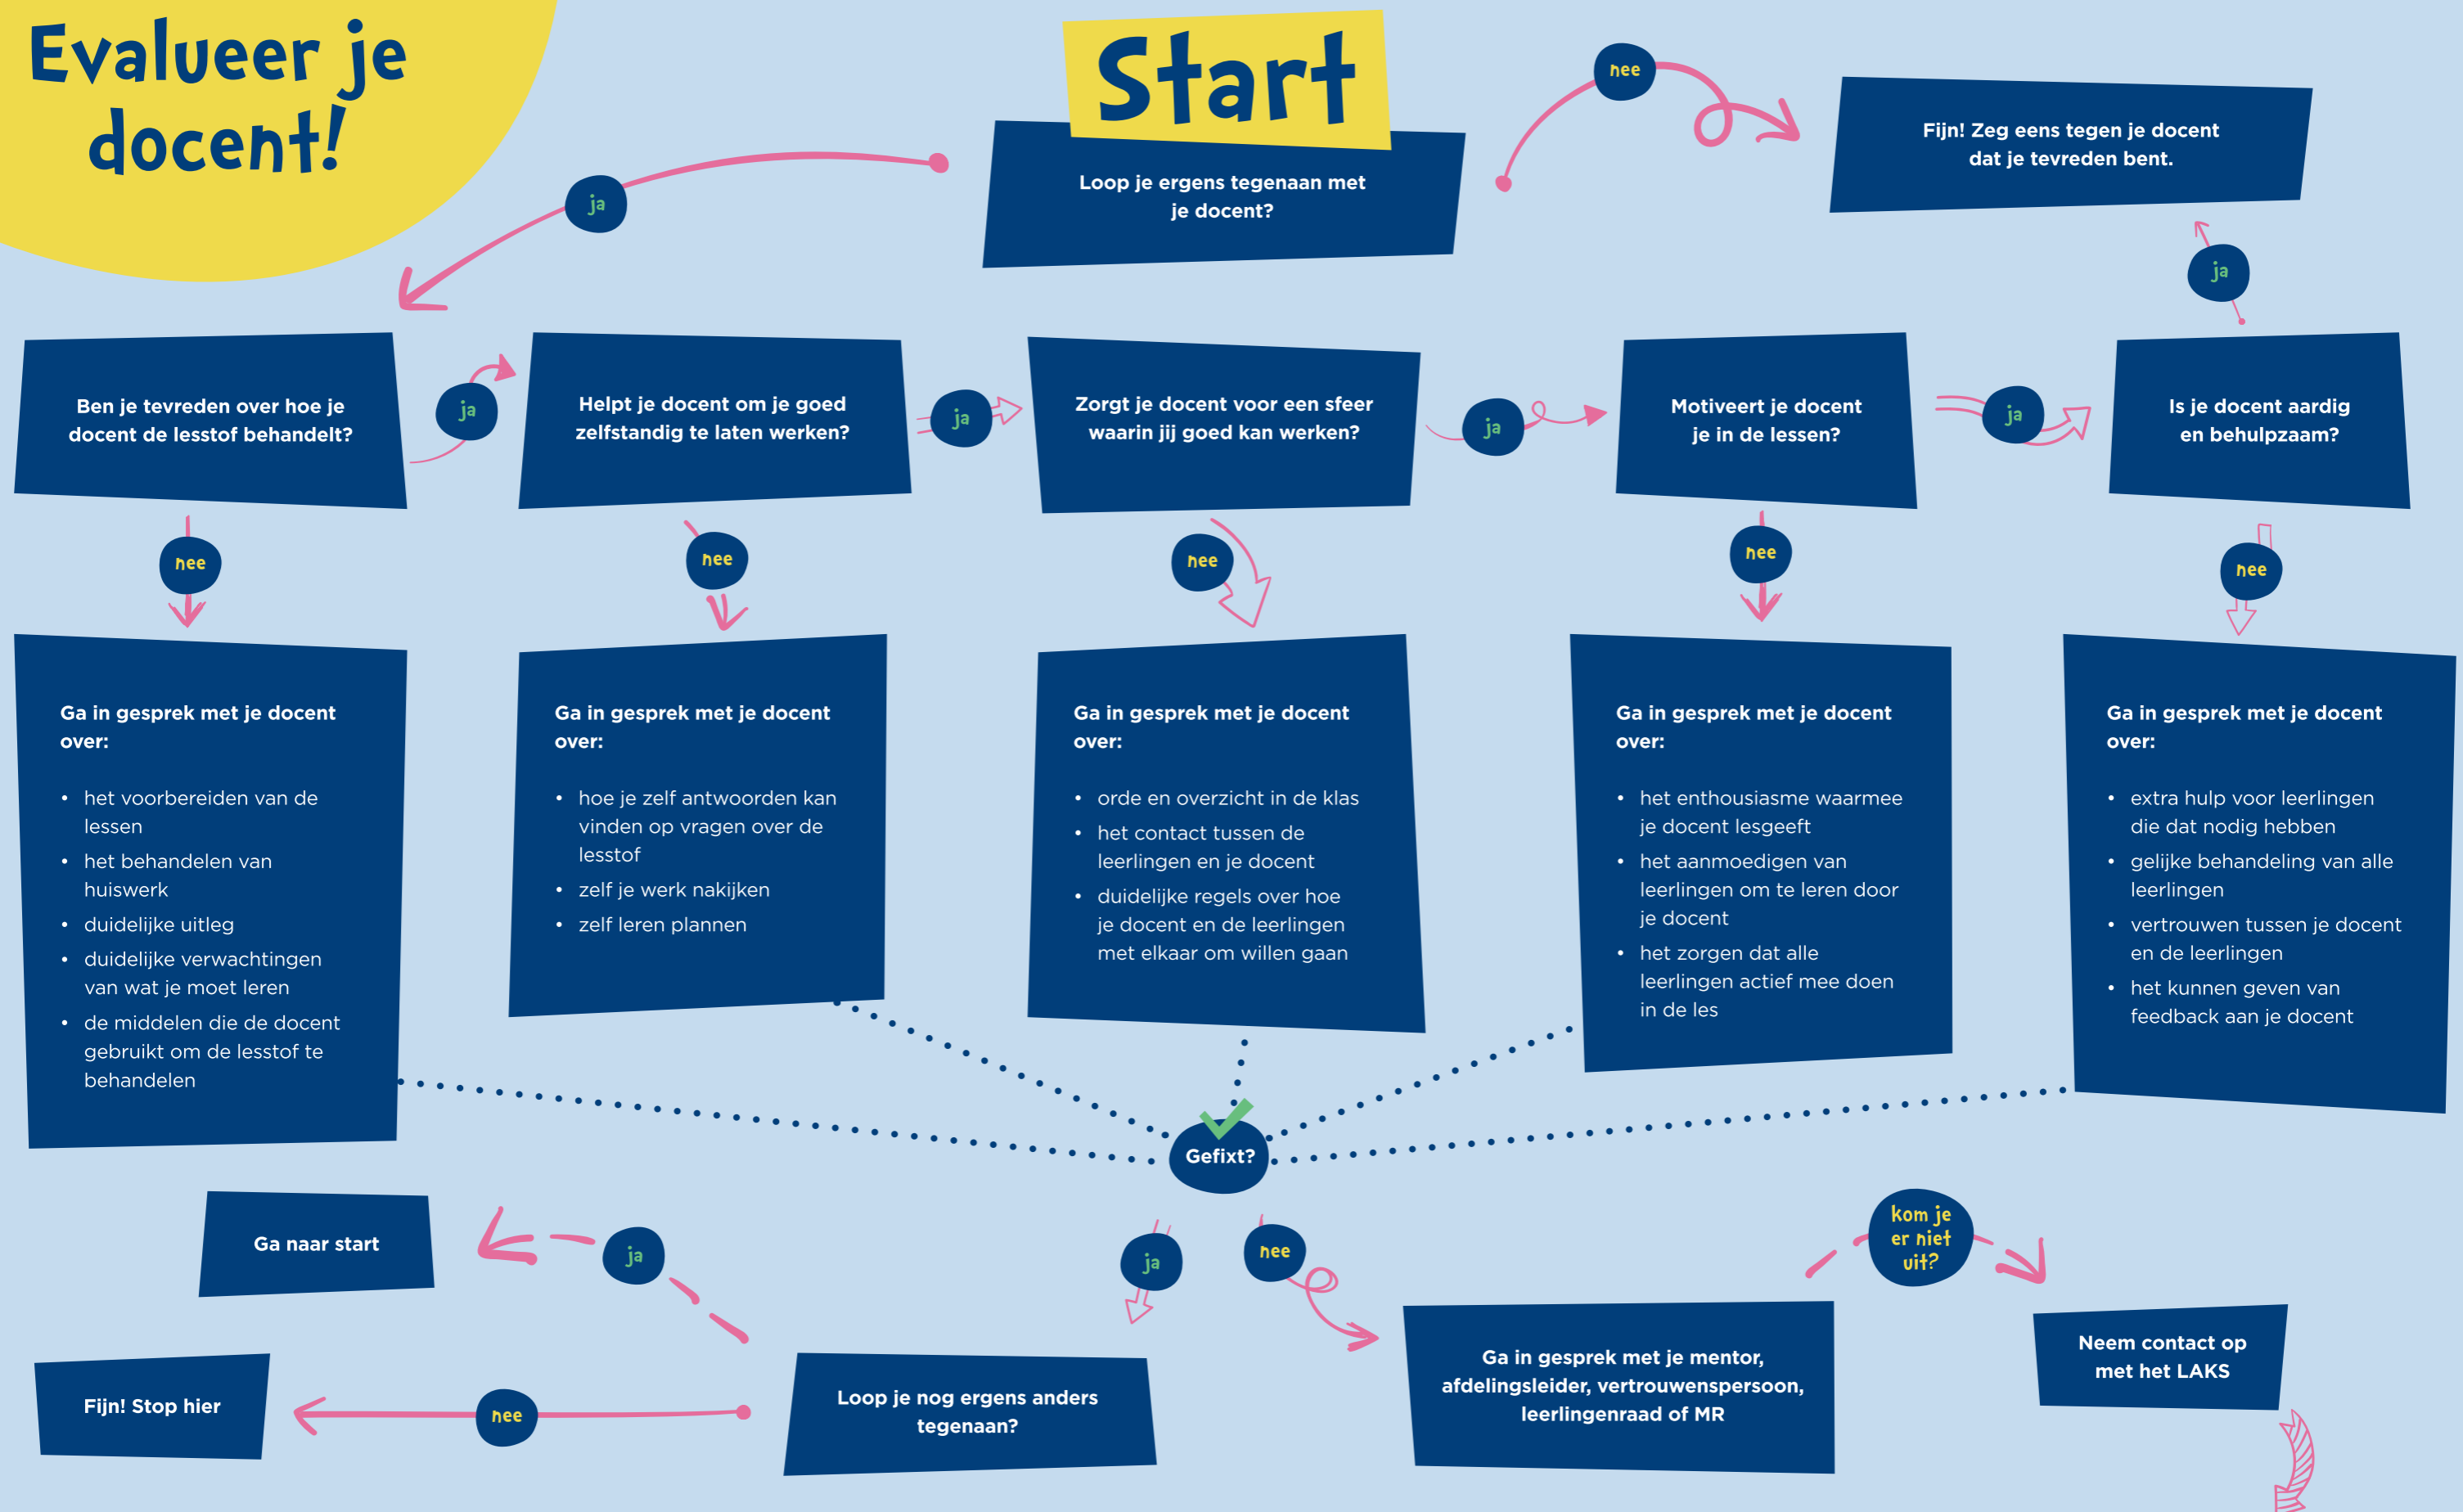 Evalueer je
docent!
Start
Loop je ergens tegenaan met
je docent?
nee
Fijn! Zeg eens tegen je docent
dat je tevreden bent.
ja
ja
Ben je tevreden over hoe je
docent de lesstof behandelt?
ja
Helpt je docent om je goed
zelfstandig te laten werken?
ja
Zorgt je docent voor een sfeer
waarin jij goed kan werken?
ja
Motiveert je docent
je in de lessen?
ja
Is je docent aardig
en behulpzaam?
nee
nee
nee
nee
nee
Ga in gesprek met je docent
over:
• het voorbereiden van de
lessen
• het behandelen van
huiswerk
• duidelijke uitleg
• duidelijke verwachtingen
van wat je moet leren
• de middelen die de docent
gebruikt om de lesstof te
behandelen
Ga in gesprek met je docent
over:
• hoe je zelf antwoorden kan
vinden op vragen over de
lesstof
• zelf je werk nakijken
• zelf leren plannen
Ga in gesprek met je docent
over:
• orde en overzicht in de klas
• het contact tussen de
leerlingen en je docent
• duidelijke regels over hoe
je docent en de leerlingen
met elkaar om willen gaan
Ga in gesprek met je docent
over:
• het enthousiasme waarmee
je docent lesgeeft
• het aanmoedigen van
leerlingen om te leren door
je docent
• het zorgen dat alle
leerlingen actief mee doen
in de les
Ga in gesprek met je docent
over:
• extra hulp voor leerlingen
die dat nodig hebben
• gelijke behandeling van alle
leerlingen
• vertrouwen tussen je docent
en de leerlingen
• het kunnen geven van
feedback aan je docent
Gefixt?
ja
nee
Loop je nog ergens anders
tegenaan?
ja
Ga naar start
nee
Fijn! Stop hier
Ga in gesprek met je mentor,
afdelingsleider, vertrouwenspersoon,
leerlingenraad of MR
kom je
er niet
uit?
Neem contact op
met het LAKS